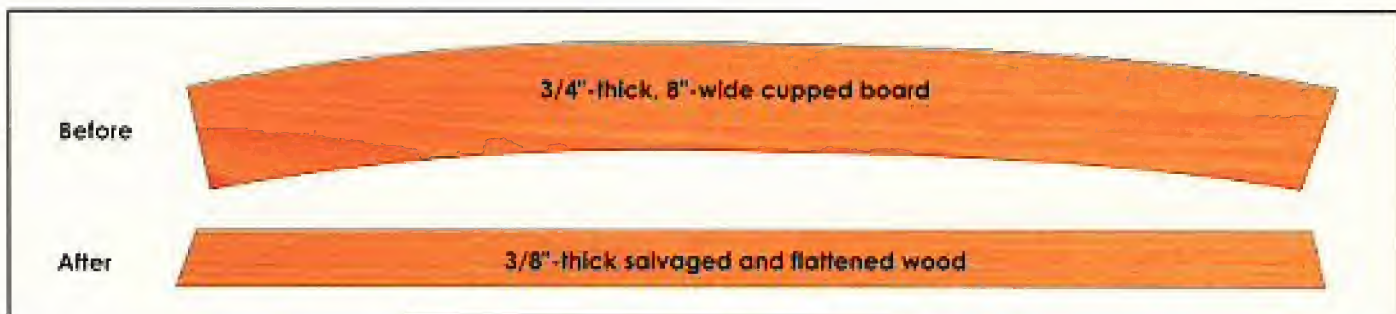 3/4"-thick, 8"-wide cupped board
Before
After
3/8"-thick salvaged and flattened wood